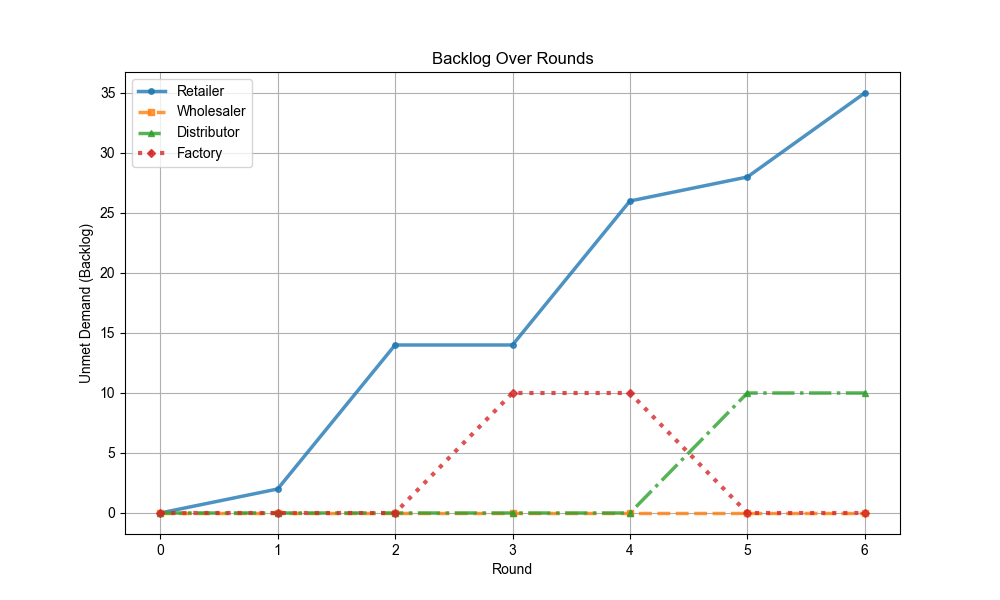 Backlog Over Rounds
Retailer
Wholesaler
Distributor
Factory
Unmet Demand (Backlog)
35
30
25
20
15
10
5
0
0 1 2 3 4 5 6
Round